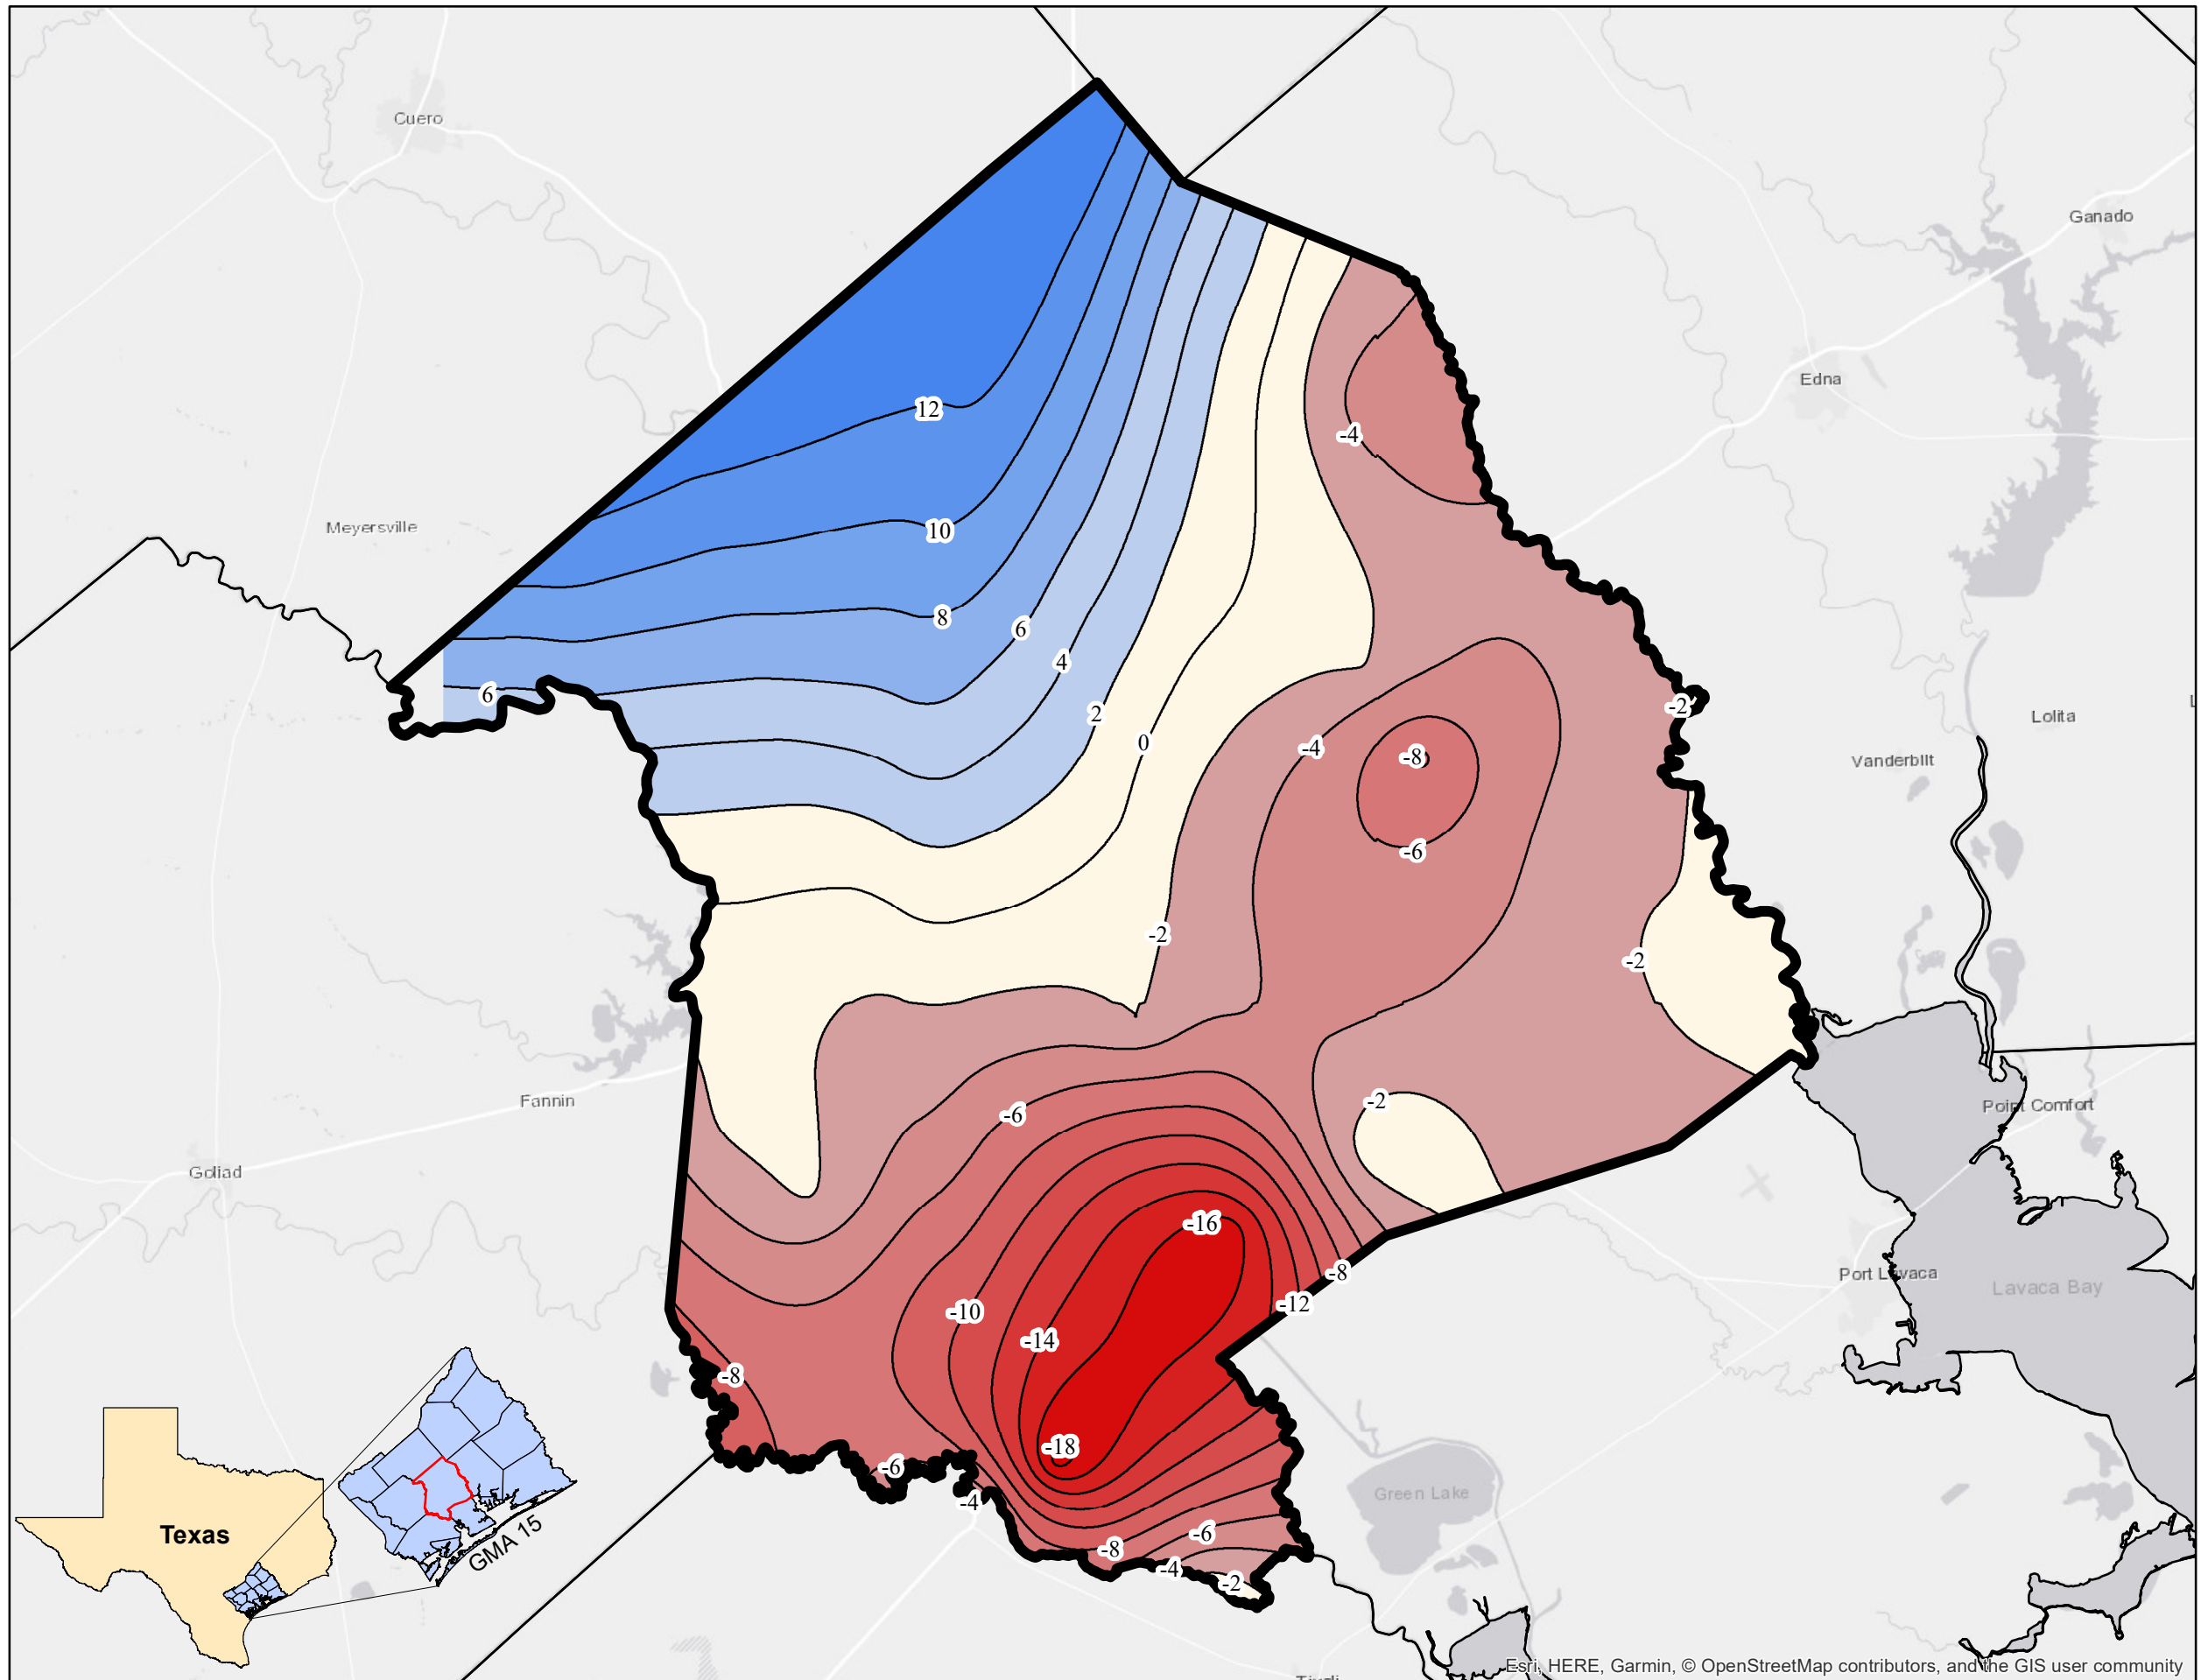 Cuero
Ganado
Edna
12
-4
Meyersville
10
8
6
4
6
2
-2
Lolita
0
-4
-8
Vanderbilt
-6
-2
-2
Fannin
-2
Point Comfort
-6
Goliad
-16
-8
Port Lavaca
Lavaca Bay
-12
-10
-14
-8
-18
-6
Green Lake
-4
Texas
GMA 15
-6
-8
-4
-2
Esri, HERE, Garmin, © OpenStreetMap contributors, and the GIS user community